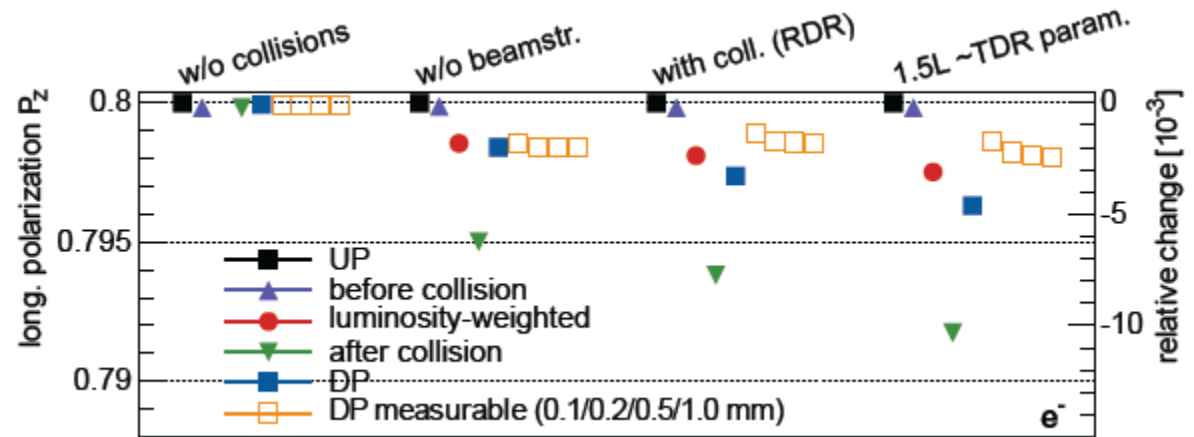 w/o collisions
w/o beamstr.
with coll. (RDR)
1.5L ~TDR param.
long. polarization Pz
0.8
0.795
0.79
UP
before collision
luminosity-weighted
after collision
DP
DP measurable (0.1/0.2/0.5/1.0 mm)
e-
0
-5
-10
relative change [10-3]